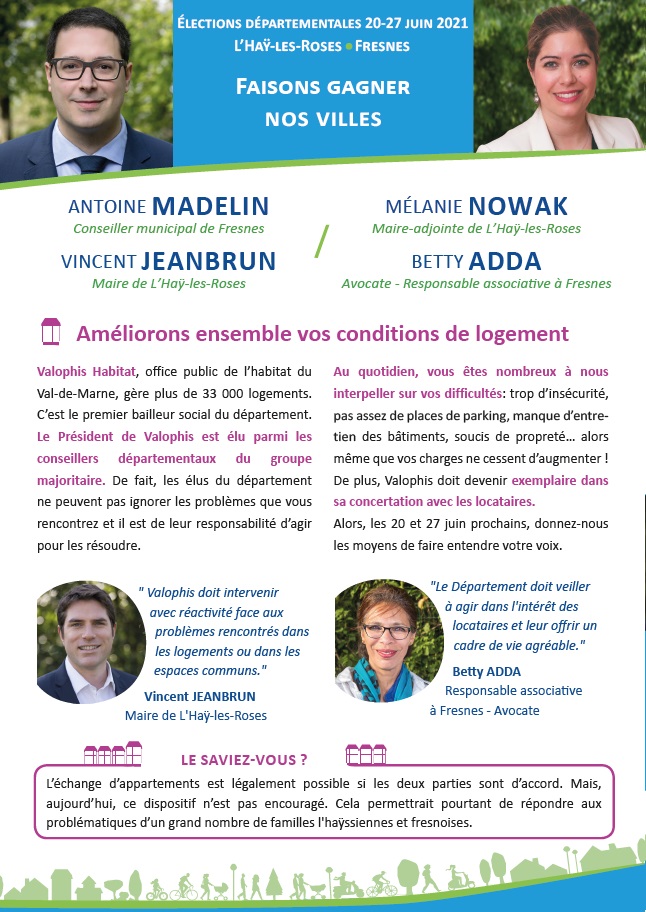 ÉLECTIONS DÉPARTEMENTALES 20-27 JUIN 2021
L'HAŸ-LES-ROSES • FRESNES
FAISONS GAGNER
NOS VILLES
ANTOINE MADELIN
Conseiller municipal de Fresnes
VINCENT JEANBRUN
Maire de L'Haÿ-les-Roses
/
MÉLANIE NOWAK
Maire-adjointe de L'Haÿ-les-Roses
BETTY ADDA
Avocate - Responsable associative à Fresnes
Améliorons ensemble vos conditions de logement
Valophis Habitat, office public de l'habitat du
Val-de-Marne, gère plus de 33 000 logements.
C'est le premier bailleur social du département.
Le Président de Valophis est élu parmi les
conseillers départementaux du groupe
majoritaire. De fait, les élus du département
ne peuvent pas ignorer les problèmes que vous
rencontrez et il est de leur responsabilité d'agir
pour les résoudre.
Au quotidien, vous êtes nombreux à nous
interpeller sur vos difficultés: trop d'insécurité,
pas assez de places de parking, manque d'entre-
tien des bâtiments, soucis de propreté... alors
même que vos charges ne cessent d'augmenter !
De plus, Valophis doit devenir exemplaire dans
sa concertation avec les locataires.
Alors, les 20 et 27 juin prochains, donnez-nous
les moyens de faire entendre votre voix.
" Valophis doit intervenir
avec réactivité face aux
problèmes rencontrés dans
les logements ou dans les
espaces communs."
Vincent JEANBRUN
Maire de L'Haÿ-les-Roses
"Le Département doit veiller
à agir dans l'intérêt des
locataires et leur offrir un
cadre de vie agréable."
Betty ADDA
Responsable associative
à Fresnes - Avocate
LE SAVIEZ-VOUS ?
L'échange d'appartements est légalement possible si les deux parties sont d'accord. Mais,
aujourd'hui, ce dispositif n'est pas encouragé. Cela permettrait pourtant de répondre aux
problématiques d'un grand nombre de familles l'haÿssiennes et fresnoises.